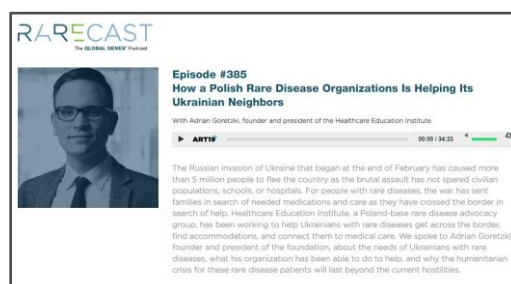 RARECAST
The GLOBAL GENES® Podcast
Episode #385
How a Polish Rare Disease Organizations Is Helping Its
Ukrainian Neighbors
With Adrian Goretzki, founder and president of the Healthcare Education Institute
ART19
00:00 / 34:23
The Russian invasion of Ukraine that began at the end of February has caused more
than 5 million people to flee the country as the brutal assault has not spared civilian
populations, schools, or hospitals. For people with rare diseases, the war has sent
families in search of needed medications and care as they have crossed the border in
search of help. Healthcare Education Institute, a Poland-base rare disease advocacy
group, has been working to help Ukrainians with rare diseases get across the border,
find accommodations, and connect them to medical care. We spoke to Adrian Goretzki,
founder and president of the foundation, about the needs of Ukrainians with rare
diseases, what his organization has been able to do to help, and why the humanitarian
crisis for these rare disease patients will last beyond the current hostilities.